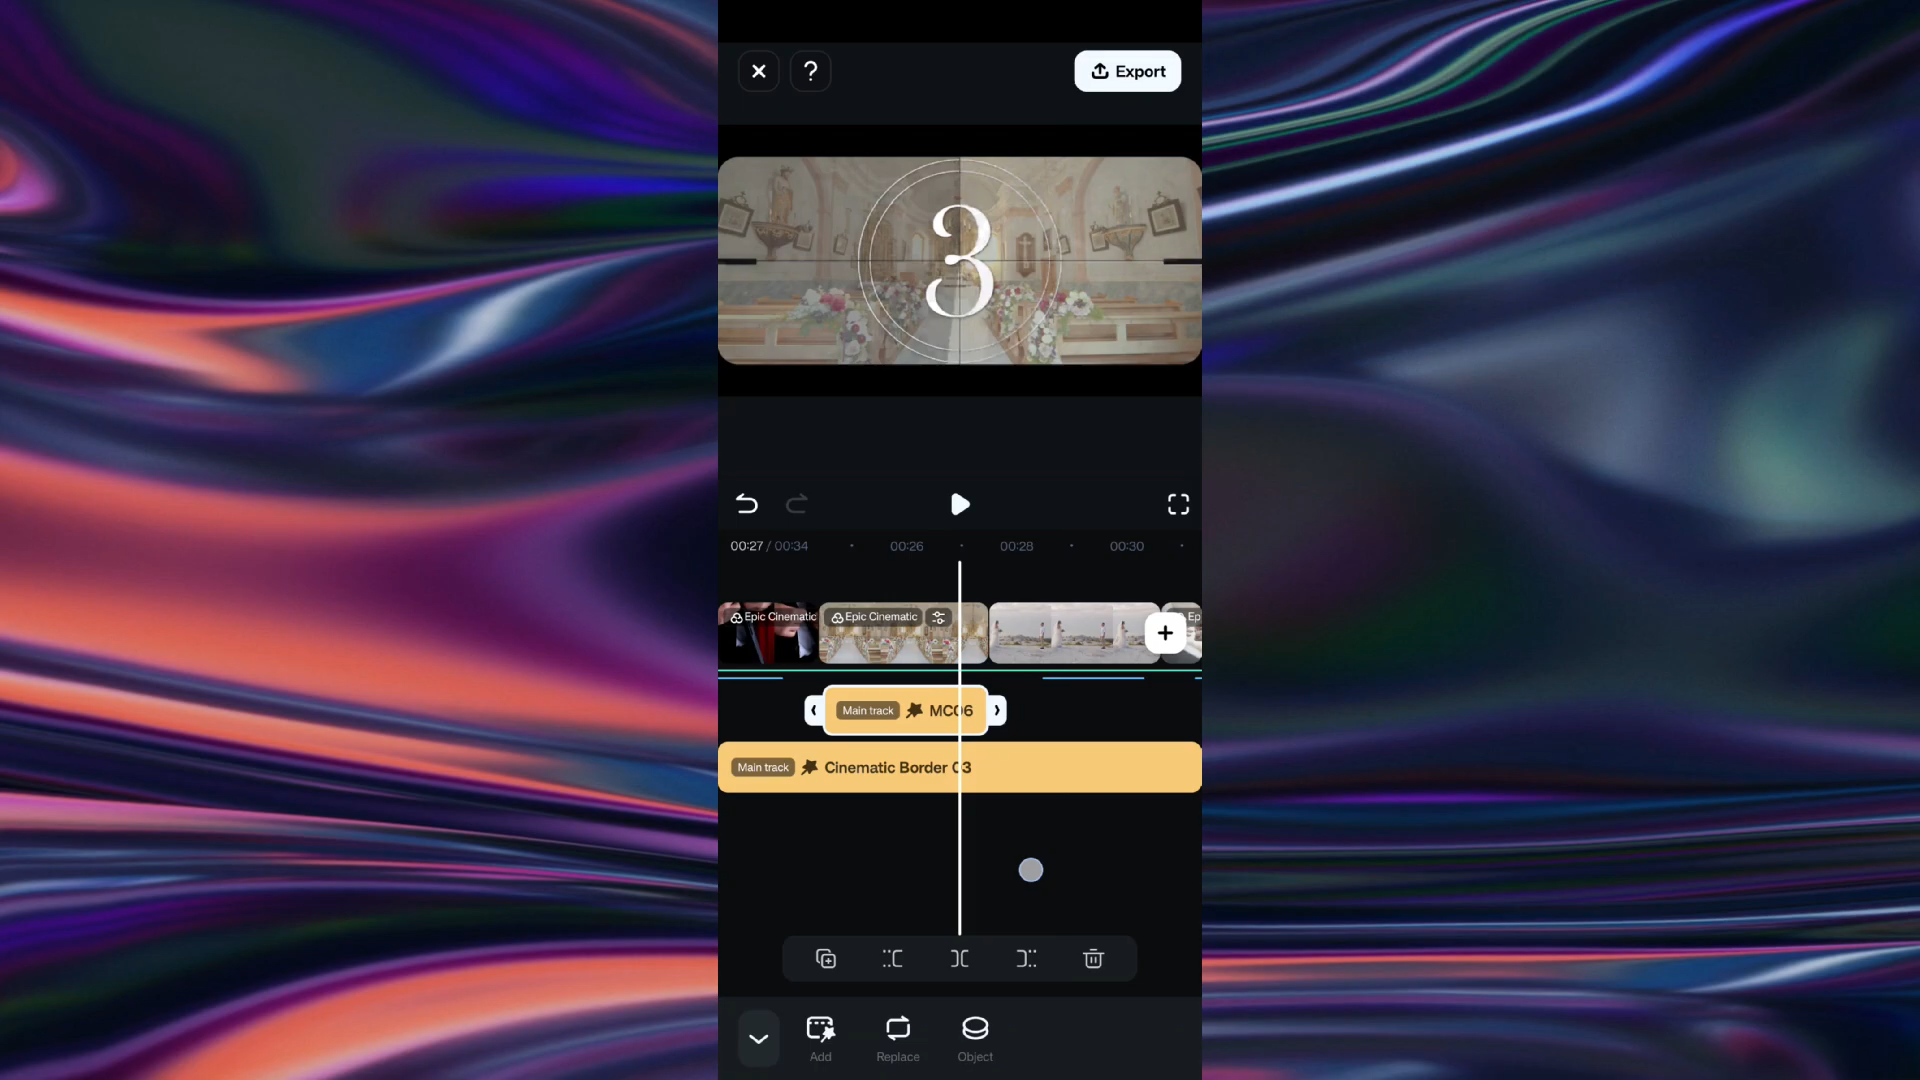 Export
3
00:27 / 00:34
00:26
00:28
00:30
Epic Cinematic
Epic Cinematic
Ep
Main track
MC06
Main track
Cinematic Border 03
Add
Replace
Object